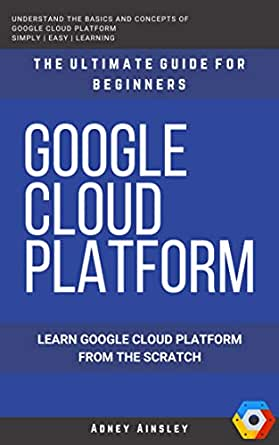 UNDERSTAND THE BASICS AND CONCEPTS OF
GOOGLE CLOUD PLATFORM
SIMPLY | EASY | LEARNING
THE ULTIMATE GUIDE FOR
BEGINNERS
GOOGLE
CLOUD
PLATFORM
LEARN GOOGLE CLOUD PLATFORM
FROM THE SCRATCH
ADNEY AINSLEY